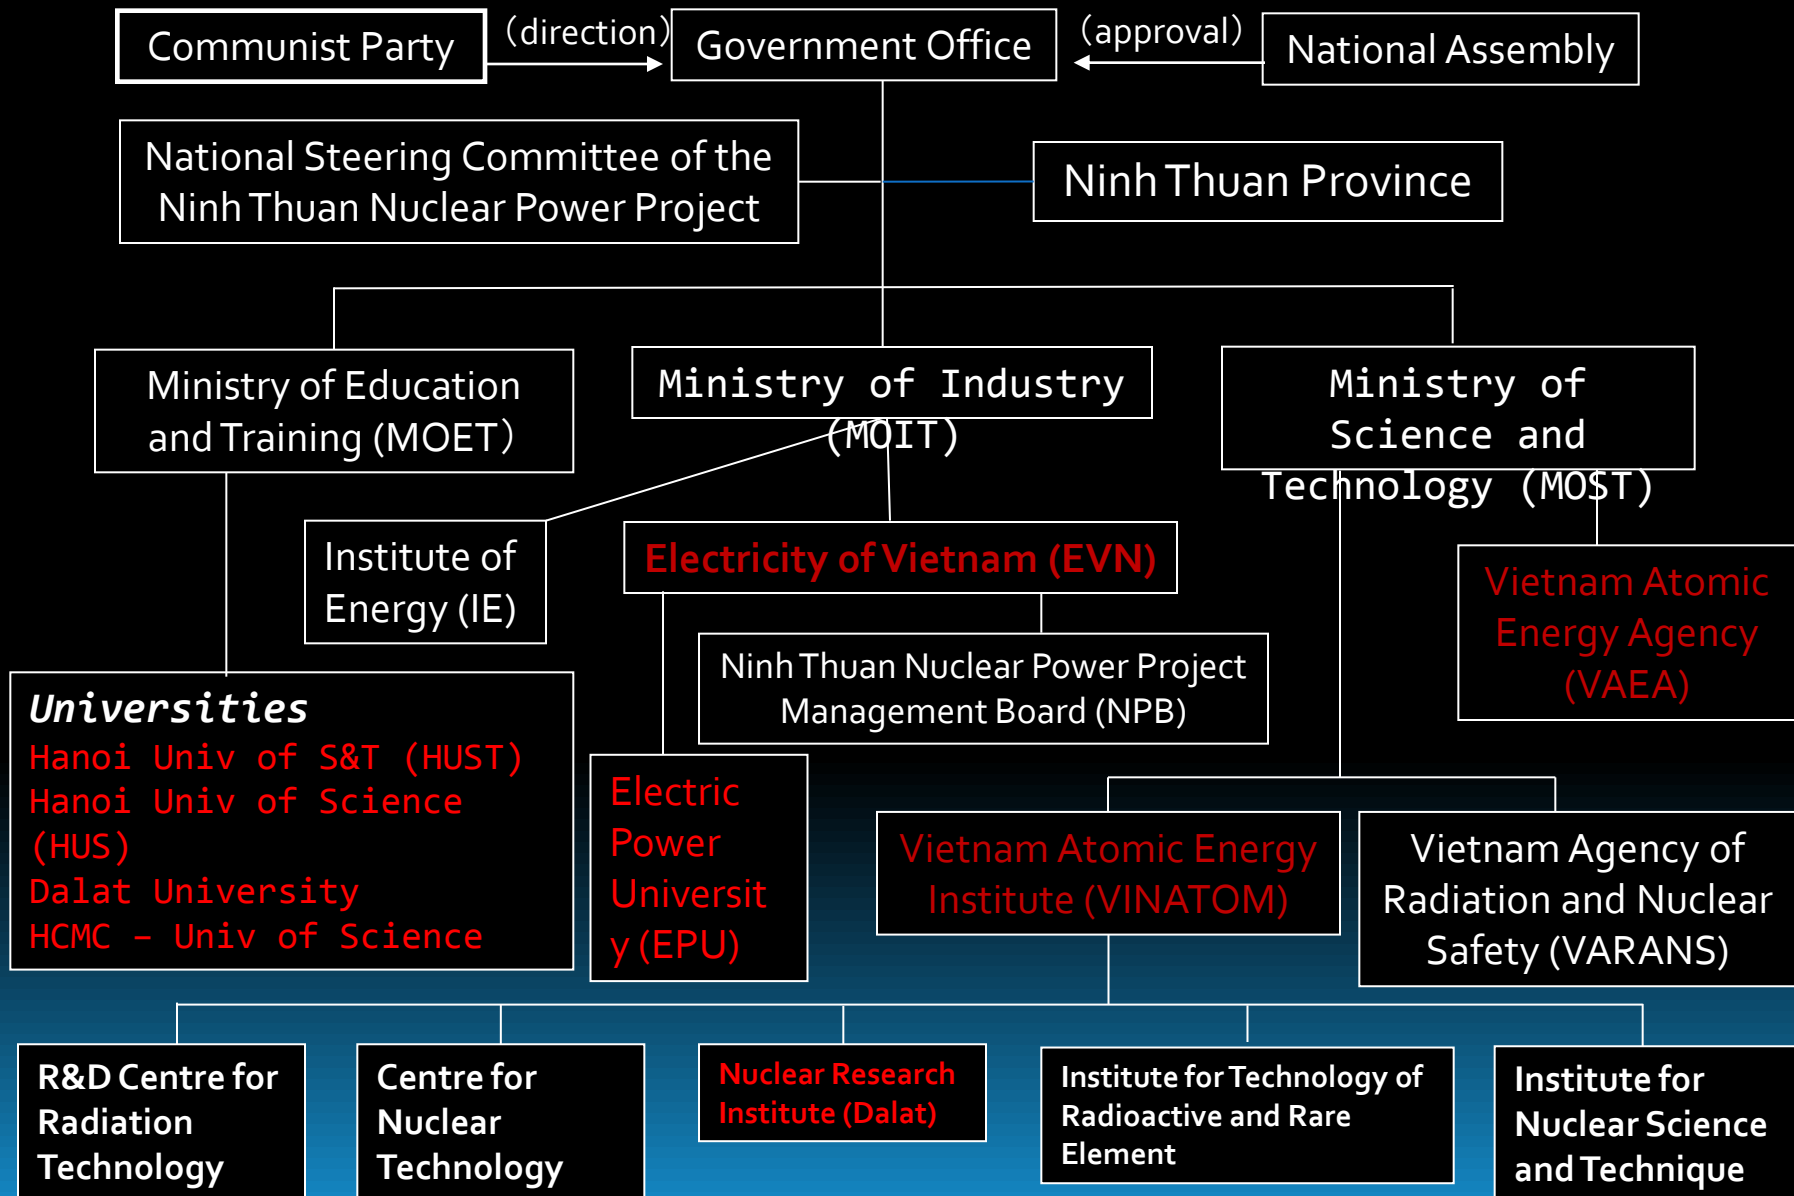 Communist Party
(direction)
Government Office
(approval)
National Assembly
National Steering Committee of the
Ninh Thuan Nuclear Power Project
Ninh Thuan Province
Ministry of Education
and Training (MOET)
Ministry of Industry
(MOIT)
Ministry of
Science and
Technology (MOST)
Institute of
Energy (IE)
Electricity of Vietnam (EVN)
Vietnam Atomic
Energy Agency
(VAEA)
Ninh Thuan Nuclear Power Project
Management Board (NPB)
Universities
Hanoi Univ of S&T (HUST)
Hanoi Univ of Science
(HUS)
Dalat University
HCMC – Univ of Science
Electric
Power
Universit
y (EPU)
Vietnam Atomic Energy
Institute (VINATOM)
Vietnam Agency of
Radiation and Nuclear
Safety (VARANS)
R&D Centre for
Radiation
Technology
Centre for
Nuclear
Technology
Nuclear Research
Institute (Dalat)
Institute for Technology of
Radioactive and Rare
Element
Institute for
Nuclear Science
and Technique